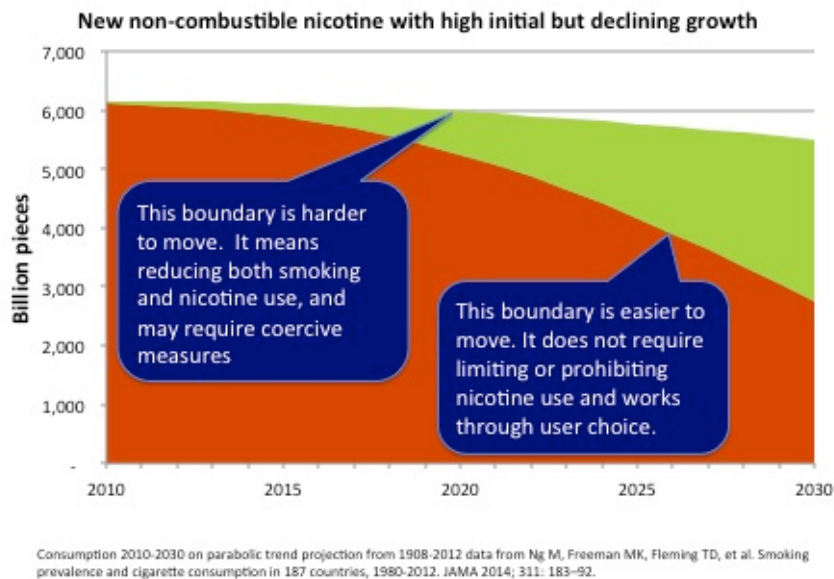 New non-combustible nicotine with high initial but declining growth
7,000
6,000
5,000
4,000
3,000
2,000
1,000
-
Billion pieces
This boundary is harder
to move. It means
reducing both smoking
and nicotine use, and
may require coercive
measures
This boundary is easier to
move. It does not require
limiting or prohibiting
nicotine use and works
through user choice.
2010
2015
2020
2025
2030
Consumption 2010-2030 on parabolic trend projection from 1908-2012 data from Ng M, Freeman MK, Fleming TD, et al. Smoking
prevalence and cigarette consumption in 187 countries, 1980-2012. JAMA 2014; 311: 183–92.